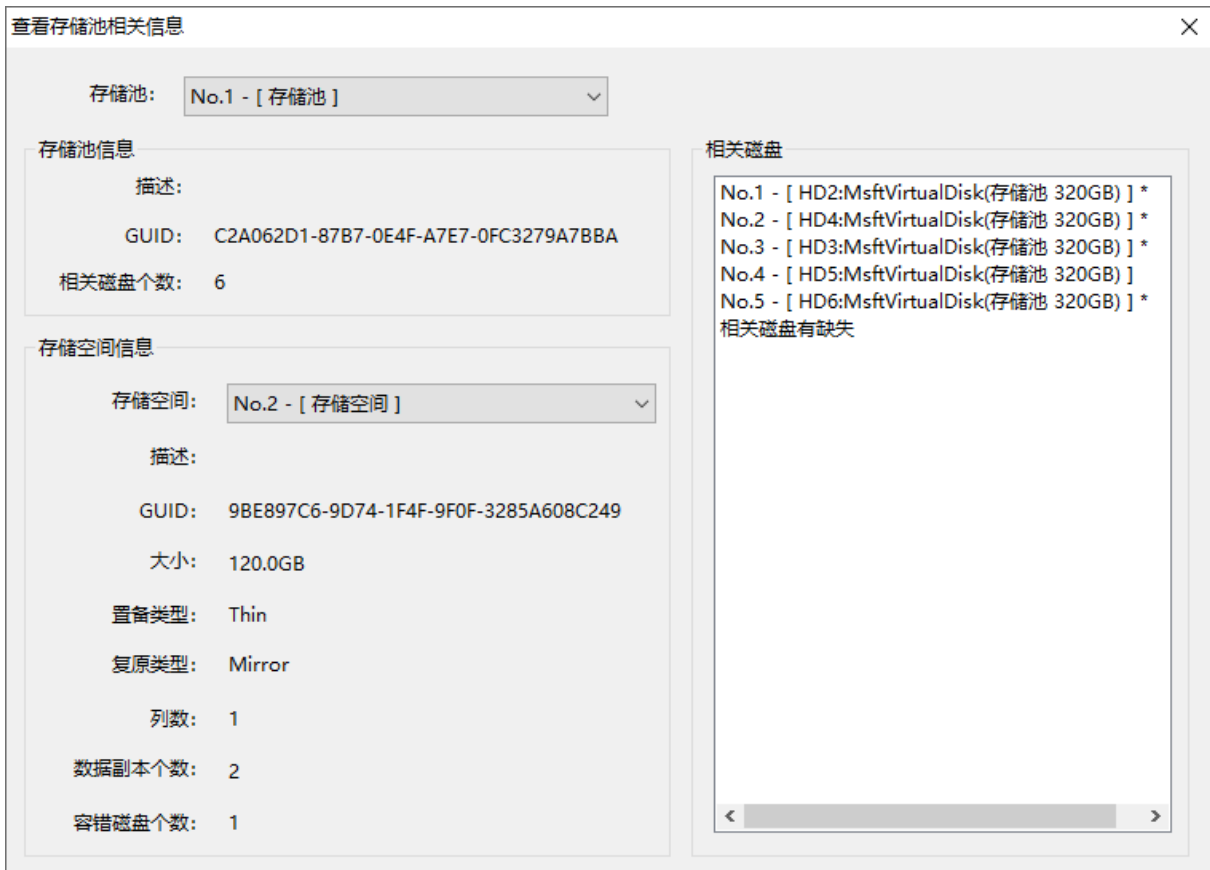 查看存储池相关信息
存储池: No.1 - [ 存储池 ]
存储池信息
描述:
GUID: C2A062D1-87B7-0E4F-A7E7-0FC3279A7BBA
相关磁盘个数: 6
存储空间信息
存储空间: No.2 - [ 存储空间 ]
描述:
GUID: 9BE897C6-9D74-1F4F-9F0F-3285A608C249
大小: 120.0GB
置备类型: Thin
复原类型: Mirror
列数: 1
数据副本个数: 2
容错磁盘个数: 1
相关磁盘
No.1 - [ HD2:MsftVirtualDisk(存储池 320GB) ] *
No.2 - [ HD4:MsftVirtualDisk(存储池 320GB) ] *
No.3 - [ HD3:MsftVirtualDisk(存储池 320GB) ] *
No.4 - [ HD5:MsftVirtualDisk(存储池 320GB) ]
No.5 - [ HD6:MsftVirtualDisk(存储池 320GB) ] *
相关磁盘有缺失